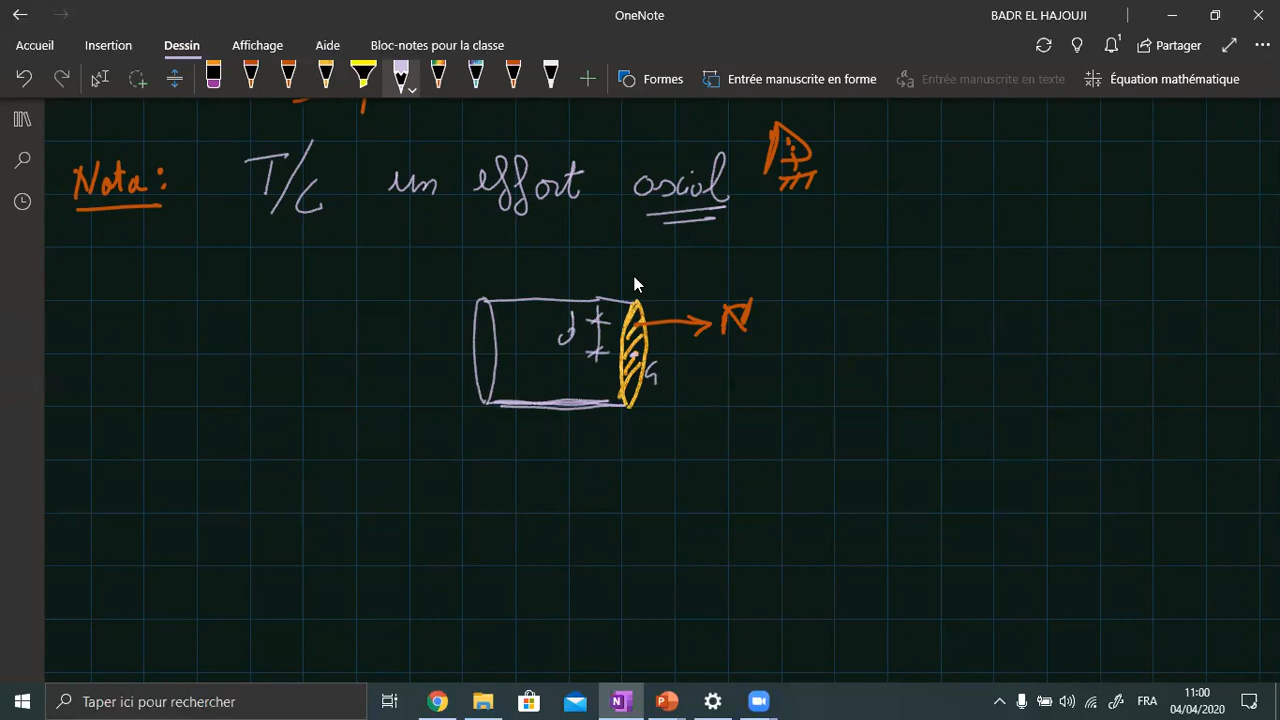 OneNote
BADR EL HAJOUJI
Accueil
Insertion
Dessin
Affichage
Aide
Bloc-notes pour la classe
Partager
Formes
Entrée manuscrite en forme
Entrée manuscrite en texte
Équation mathématique
Nota: T/C un effort axial
d
N
G
Taper ici pour rechercher
FRA
11:00
04/04/2020